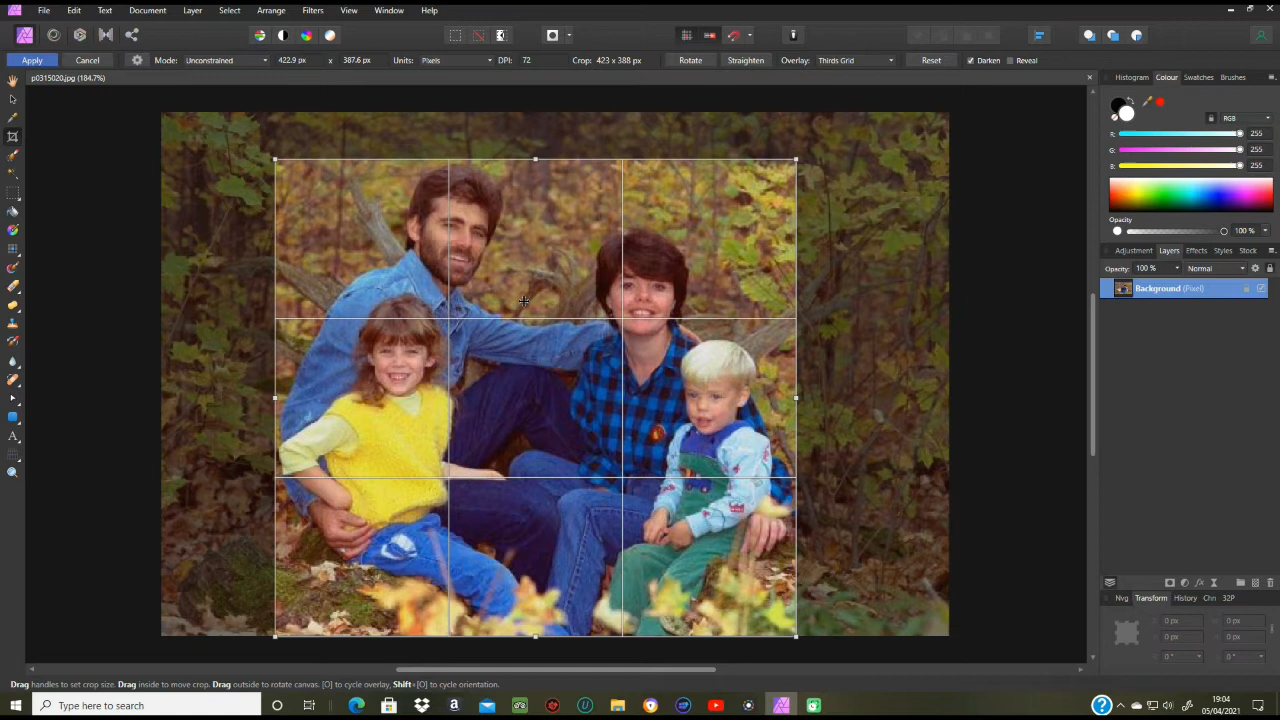 File Edit Text Document Layer Select Arrange Filters View Window Help
Apply Cancel Mode: Unconstrained 422.9 px x 387.6 px Units: Pixels DPI: 72 Crop: 423 x 388 px Rotate Straighten Overlay: Thirds Grid Reset Darken Reveal
p0315020.jpg (184.7%)
Histogram Colour Swatches Brushes
RGB
R: 255
G: 255
B: 255
Opacity
100 %
Adjustment Layers Effects Styles Stock
Opacity: 100 % Normal
Background (Pixel)
Nvg Transform History Chn 32P
X: 0 px W: 0 px
Y: 0 px H: 0 px
R: 0 ° S: 0 °
Drag handles to set crop size. Drag inside to move crop. Drag outside to rotate canvas. [O] to cycle overlay, Shift+[O] to cycle orientation.
Type here to search
19:04
05/04/2021